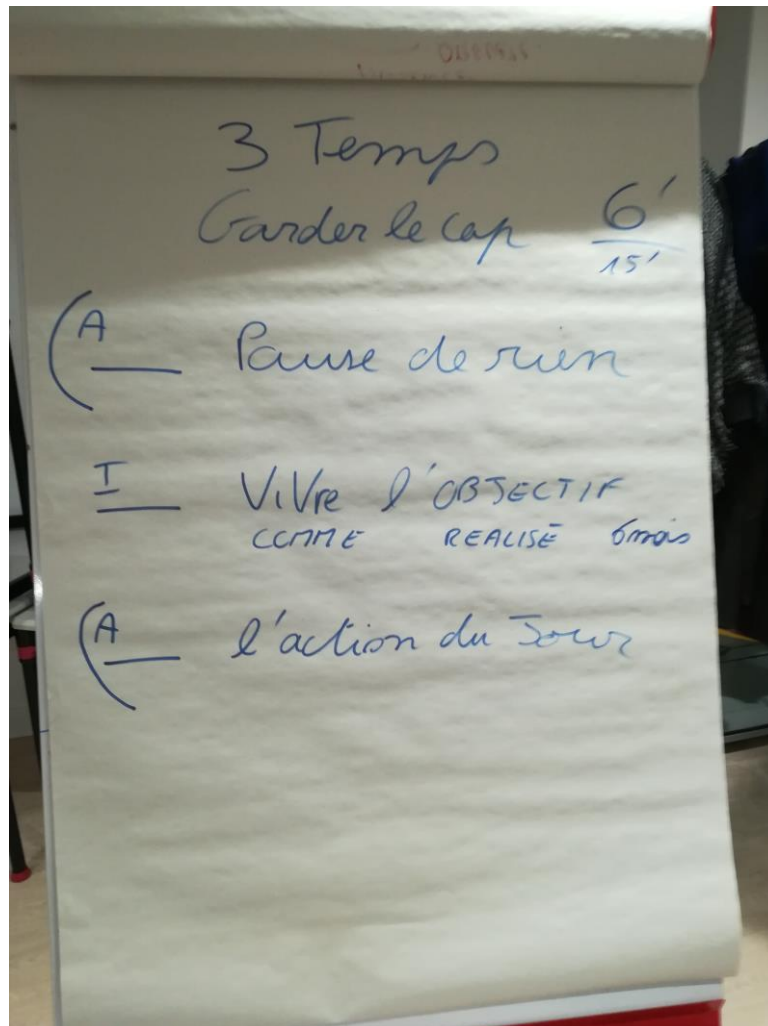 3 Temps
Garder le cap 6'
15'
(A Pause de rien
I ViVre l'OBJECTIF
COMME REALISÉ 6mois
(A l'action du Jour